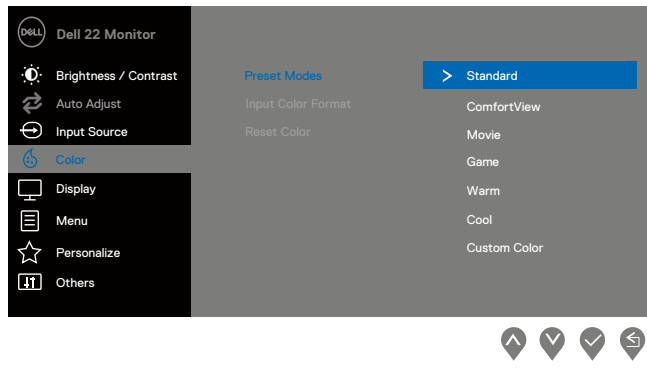 DELL Dell 22 Monitor
Brightness / Contrast
Auto Adjust
Input Source
Color
Display
Menu
Personalize
Others
Preset Modes
Input Color Format
Reset Color
Standard
ComfortView
Movie
Game
Warm
Cool
Custom Color